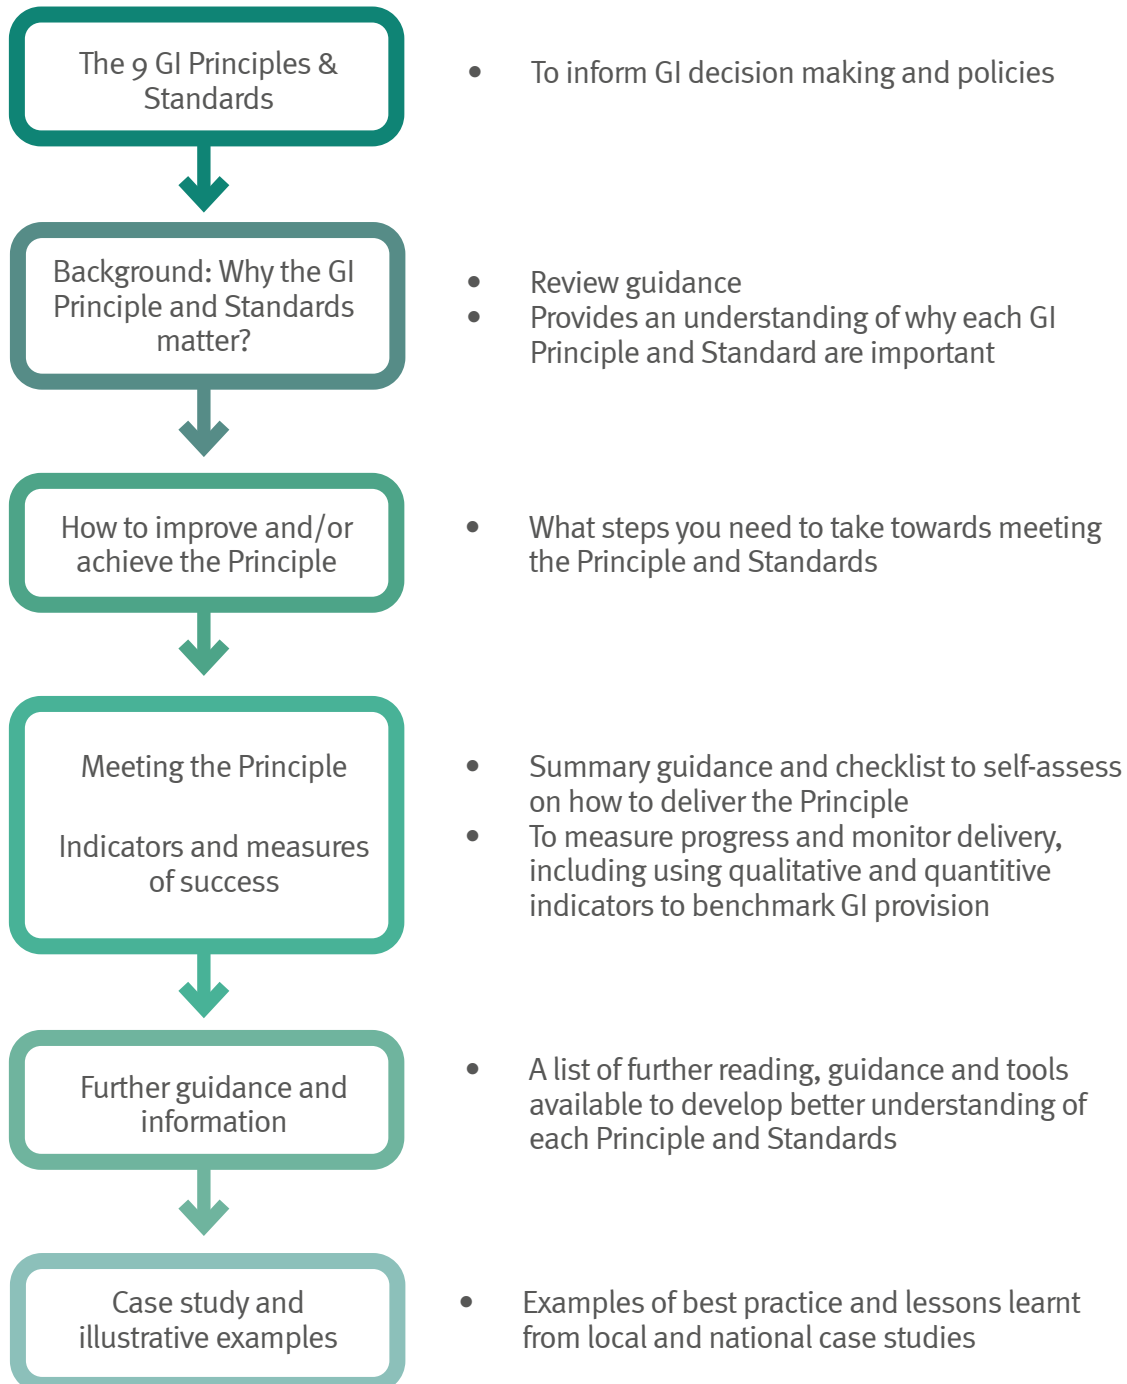 The 9 GI Principles &
Standards
• To inform GI decision making and policies
Background: Why the GI
Principle and Standards
matter?
• Review guidance
• Provides an understanding of why each GI
Principle and Standard are important
How to improve and/or
achieve the Principle
• What steps you need to take towards meeting
the Principle and Standards
Meeting the Principle
Indicators and measures
of success
• Summary guidance and checklist to self-assess
on how to deliver the Principle
• To measure progress and monitor delivery,
including using qualitative and quantitive
indicators to benchmark GI provision
Further guidance and
information
• A list of further reading, guidance and tools
available to develop better understanding of
each Principle and Standards
Case study and
illustrative examples
• Examples of best practice and lessons learnt
from local and national case studies